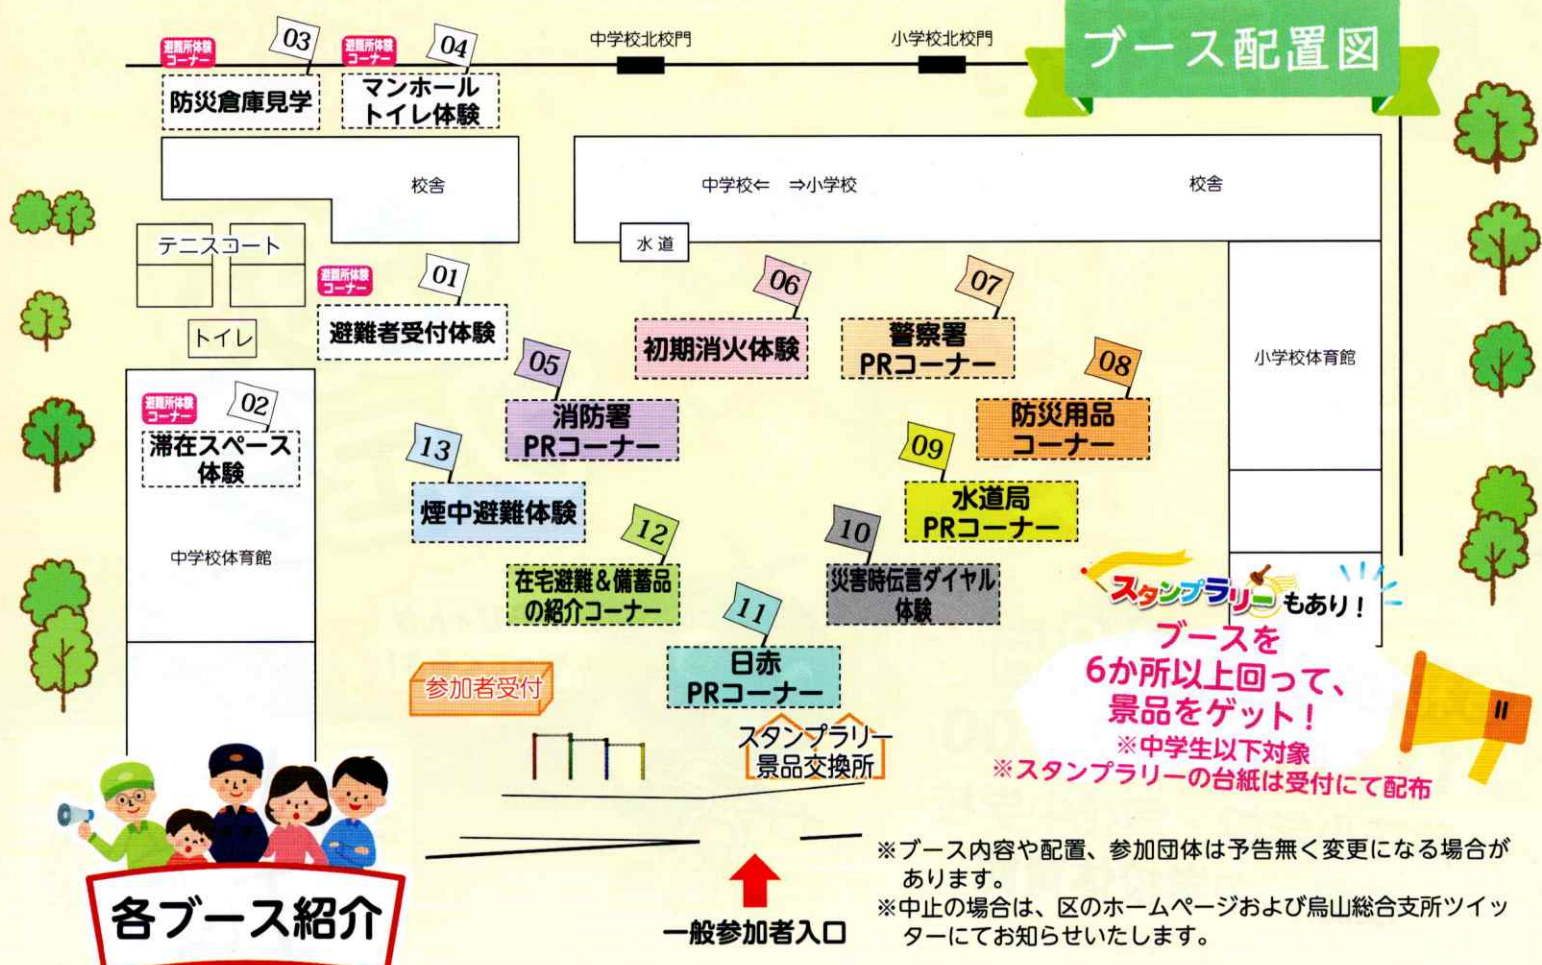 ブース配置図
中学校北校門
小学校北校門
避難所体験
コーナー
03
防災倉庫見学
避難所体験
コーナー
04
マンホール
トイレ体験
校舎
中学校⇐ ⇒小学校
校舎
水道
テニスコート
トイレ
避難所体験
コーナー
01
避難者受付体験
06
初期消火体験
07
警察署
PRコーナー
05
消防署
PRコーナー
08
防災用品
コーナー
小学校体育館
避難所体験
コーナー
02
滞在スペース
体験
中学校体育館
13
煙中避難体験
09
水道局
PRコーナー
12
在宅避難&備蓄品
の紹介コーナー
10
災害時伝言ダイヤル
体験
11
日赤
PRコーナー
参加者受付
スタンプラリー
景品交換所
スタンプラリーもあり!
ブースを
6か所以上回って、
景品をゲット!
※中学生以下対象
※スタンプラリーの台紙は受付にて配布
一般参加者入口
※ブース内容や配置、参加団体は予告無く変更になる場合が
あります。
※中止の場合は、区のホームページおよび烏山総合支所ツイッ
ターにてお知らせいたします。
各ブース紹介